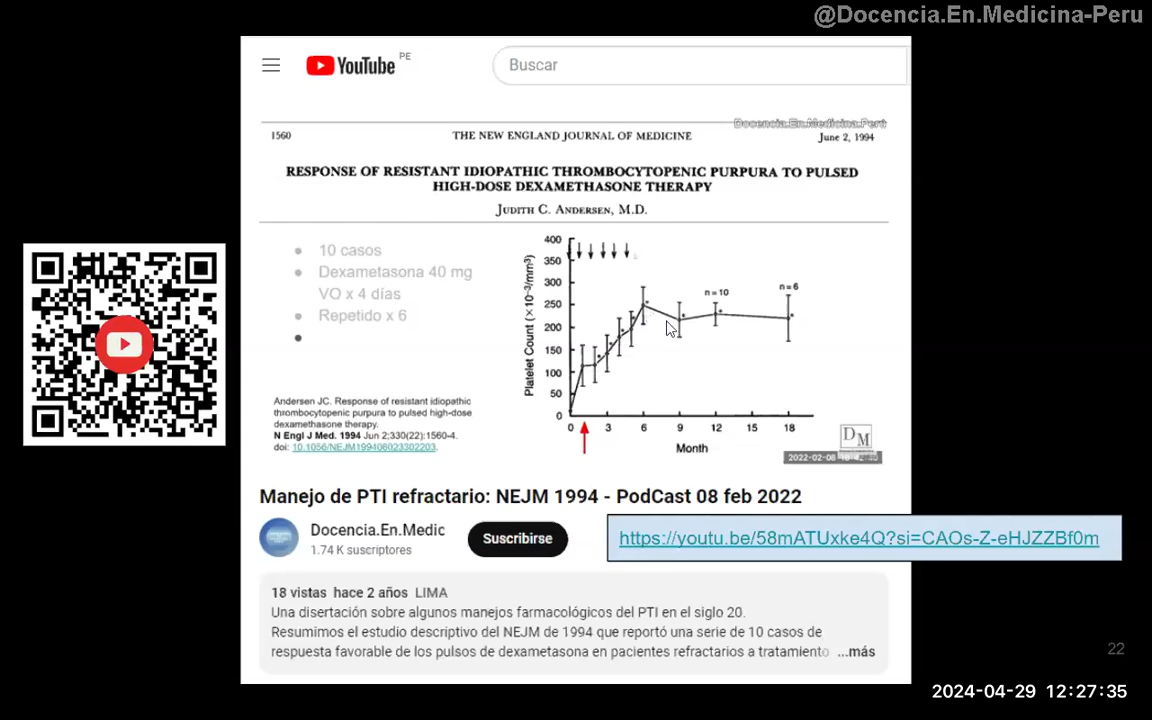 @Docencia.En.Medicina-Peru
YouTube PE
Buscar
Docencia.En.Medicina.Perú
1560 THE NEW ENGLAND JOURNAL OF MEDICINE June 2, 1994
RESPONSE OF RESISTANT IDIOPATHIC THROMBOCYTOPENIC PURPURA TO PULSED
HIGH-DOSE DEXAMETHASONE THERAPY
JUDITH C. ANDERSEN, M.D.
10 casos
Dexametasona 40 mg
VO x 4 días
Repetido x 6
Andersen JC. Response of resistant idiopathic
thrombocytopenic purpura to pulsed high-dose
dexamethasone therapy.
N Engl J Med. 1994 Jun 2;330(22):1560-4.
doi: 10.1056/NEJM199406023302203.
Platelet Count (×10⁻³/mm³)
400
350
300
250
200
150
100
50
0
n=10
n=6
0 3 6 9 12 15 18
Month
DM
Manejo de PTI refractario: NEJM 1994 - PodCast 08 feb 2022
Docencia.En.Medic
1.74 K suscriptores
Suscribirse
https://youtu.be/58mATUxke4Q?si=CAOs-Z-eHJZZBf0m
18 vistas hace 2 años LIMA
Una disertación sobre algunos manejos farmacológicos del PTI en el siglo 20.
Resumimos el estudio descriptivo del NEJM de 1994 que reportó una serie de 10 casos de
respuesta favorable de los pulsos de dexametasona en pacientes refractarios a tratamiento ...más
22
2024-04-29 12:27:35